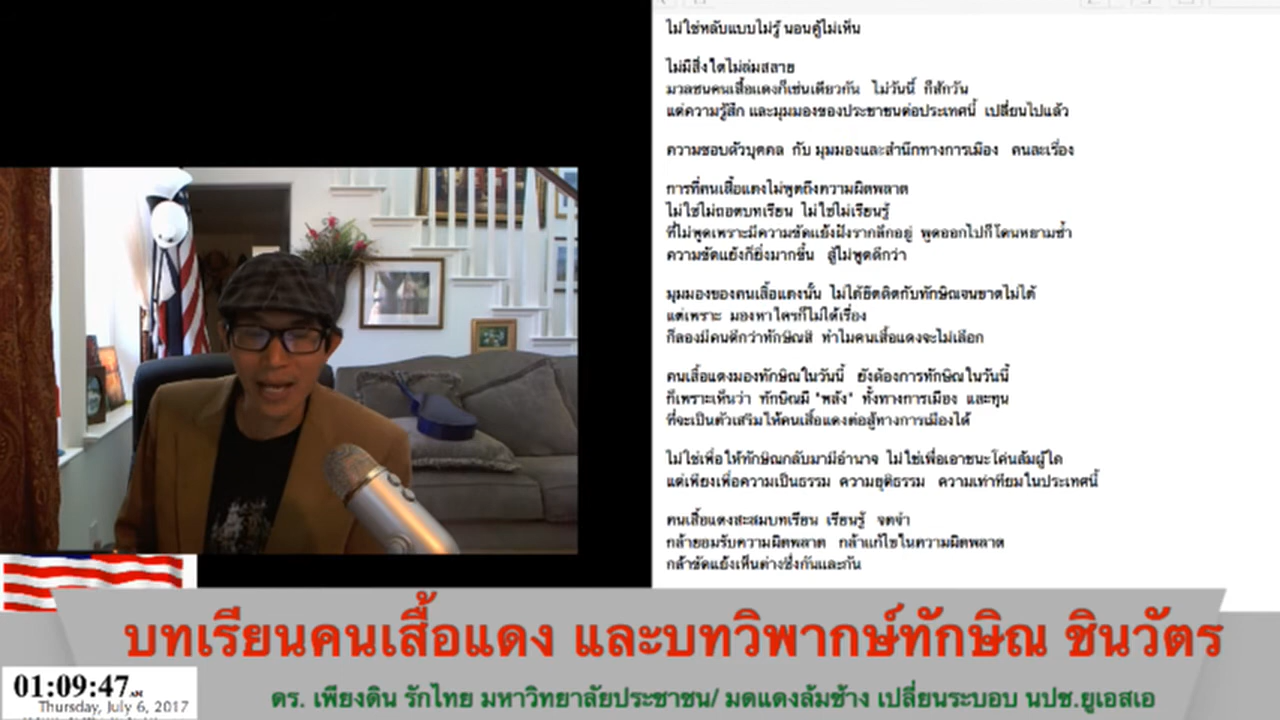 ไม่ใช่หลับแบบไม่รู้ นอนคู้ไม่เห็น
ไม่มีสิ่งใดไม่ล่มสลาย
มวลชนคนเสื้อแดงก็เช่นเดียวกัน ไม่วันนี้ ก็สักวัน
แต่ความรู้สึก และมุมมองของประชาชนต่อประเทศนี้ เปลี่ยนไปแล้ว
ความชอบตัวบุคคล กับ มุมมองและสำนึกทางการเมือง คนละเรื่อง
การที่คนเสื้อแดงไม่พูดถึงความผิดพลาด
ไม่ใช่ไม่ถอดบทเรียน ไม่ใช่ไม่เรียนรู้
ที่ไม่พูดเพราะมีความขัดแย้งฝังรากลึกอยู่ พูดออกไปก็โดนหยามซ้ำ
ความขัดแย้งก็ยิ่งมากขึ้น สู้ไม่พูดดีกว่า
มุมมองของคนเสื้อแดงนั้น ไม่ได้ยึดติดกับทักษิณจนขาดไม่ได้
แต่เพราะ มองหาใครก็ไม่ได้เรื่อง
ก็ลองมีคนดีกว่าทักษิณสิ ทำไมคนเสื้อแดงจะไม่เลือก
คนเสื้อแดงมองทักษิณในวันนี้ ยังต้องการทักษิณในวันนี้
ก็เพราะเห็นว่า ทักษิณมี "พลัง" ทั้งทางการเมือง และทุน
ที่จะเป็นตัวเสริมให้คนเสื้อแดงต่อสู้ทางการเมืองได้
ไม่ใช่เพื่อให้ทักษิณกลับมามีอำนาจ ไม่ใช่เพื่อเอาชนะโค่นล้มผู้ใด
แต่เพียงเพื่อความเป็นธรรม ความยุติธรรม ความเท่าเทียมในประเทศนี้
คนเสื้อแดงสะสมบทเรียน เรียนรู้ จดจำ
กล้ายอมรับความผิดพลาด กล้าแก้ไขในความผิดพลาด
กล้าขัดแย้งเห็นต่างซึ่งกันและกัน
บทเรียนคนเสื้อแดง และบทวิพากษ์ทักษิณ ชินวัตร
01:09:47 AM
Thursday, July 6, 2017
ดร. เพียงดิน รักไทย มหาวิทยาลัยประชาชน/ มดแดงล้มช้าง เปลี่ยนระบอบ นปช.ยูเอสเอ